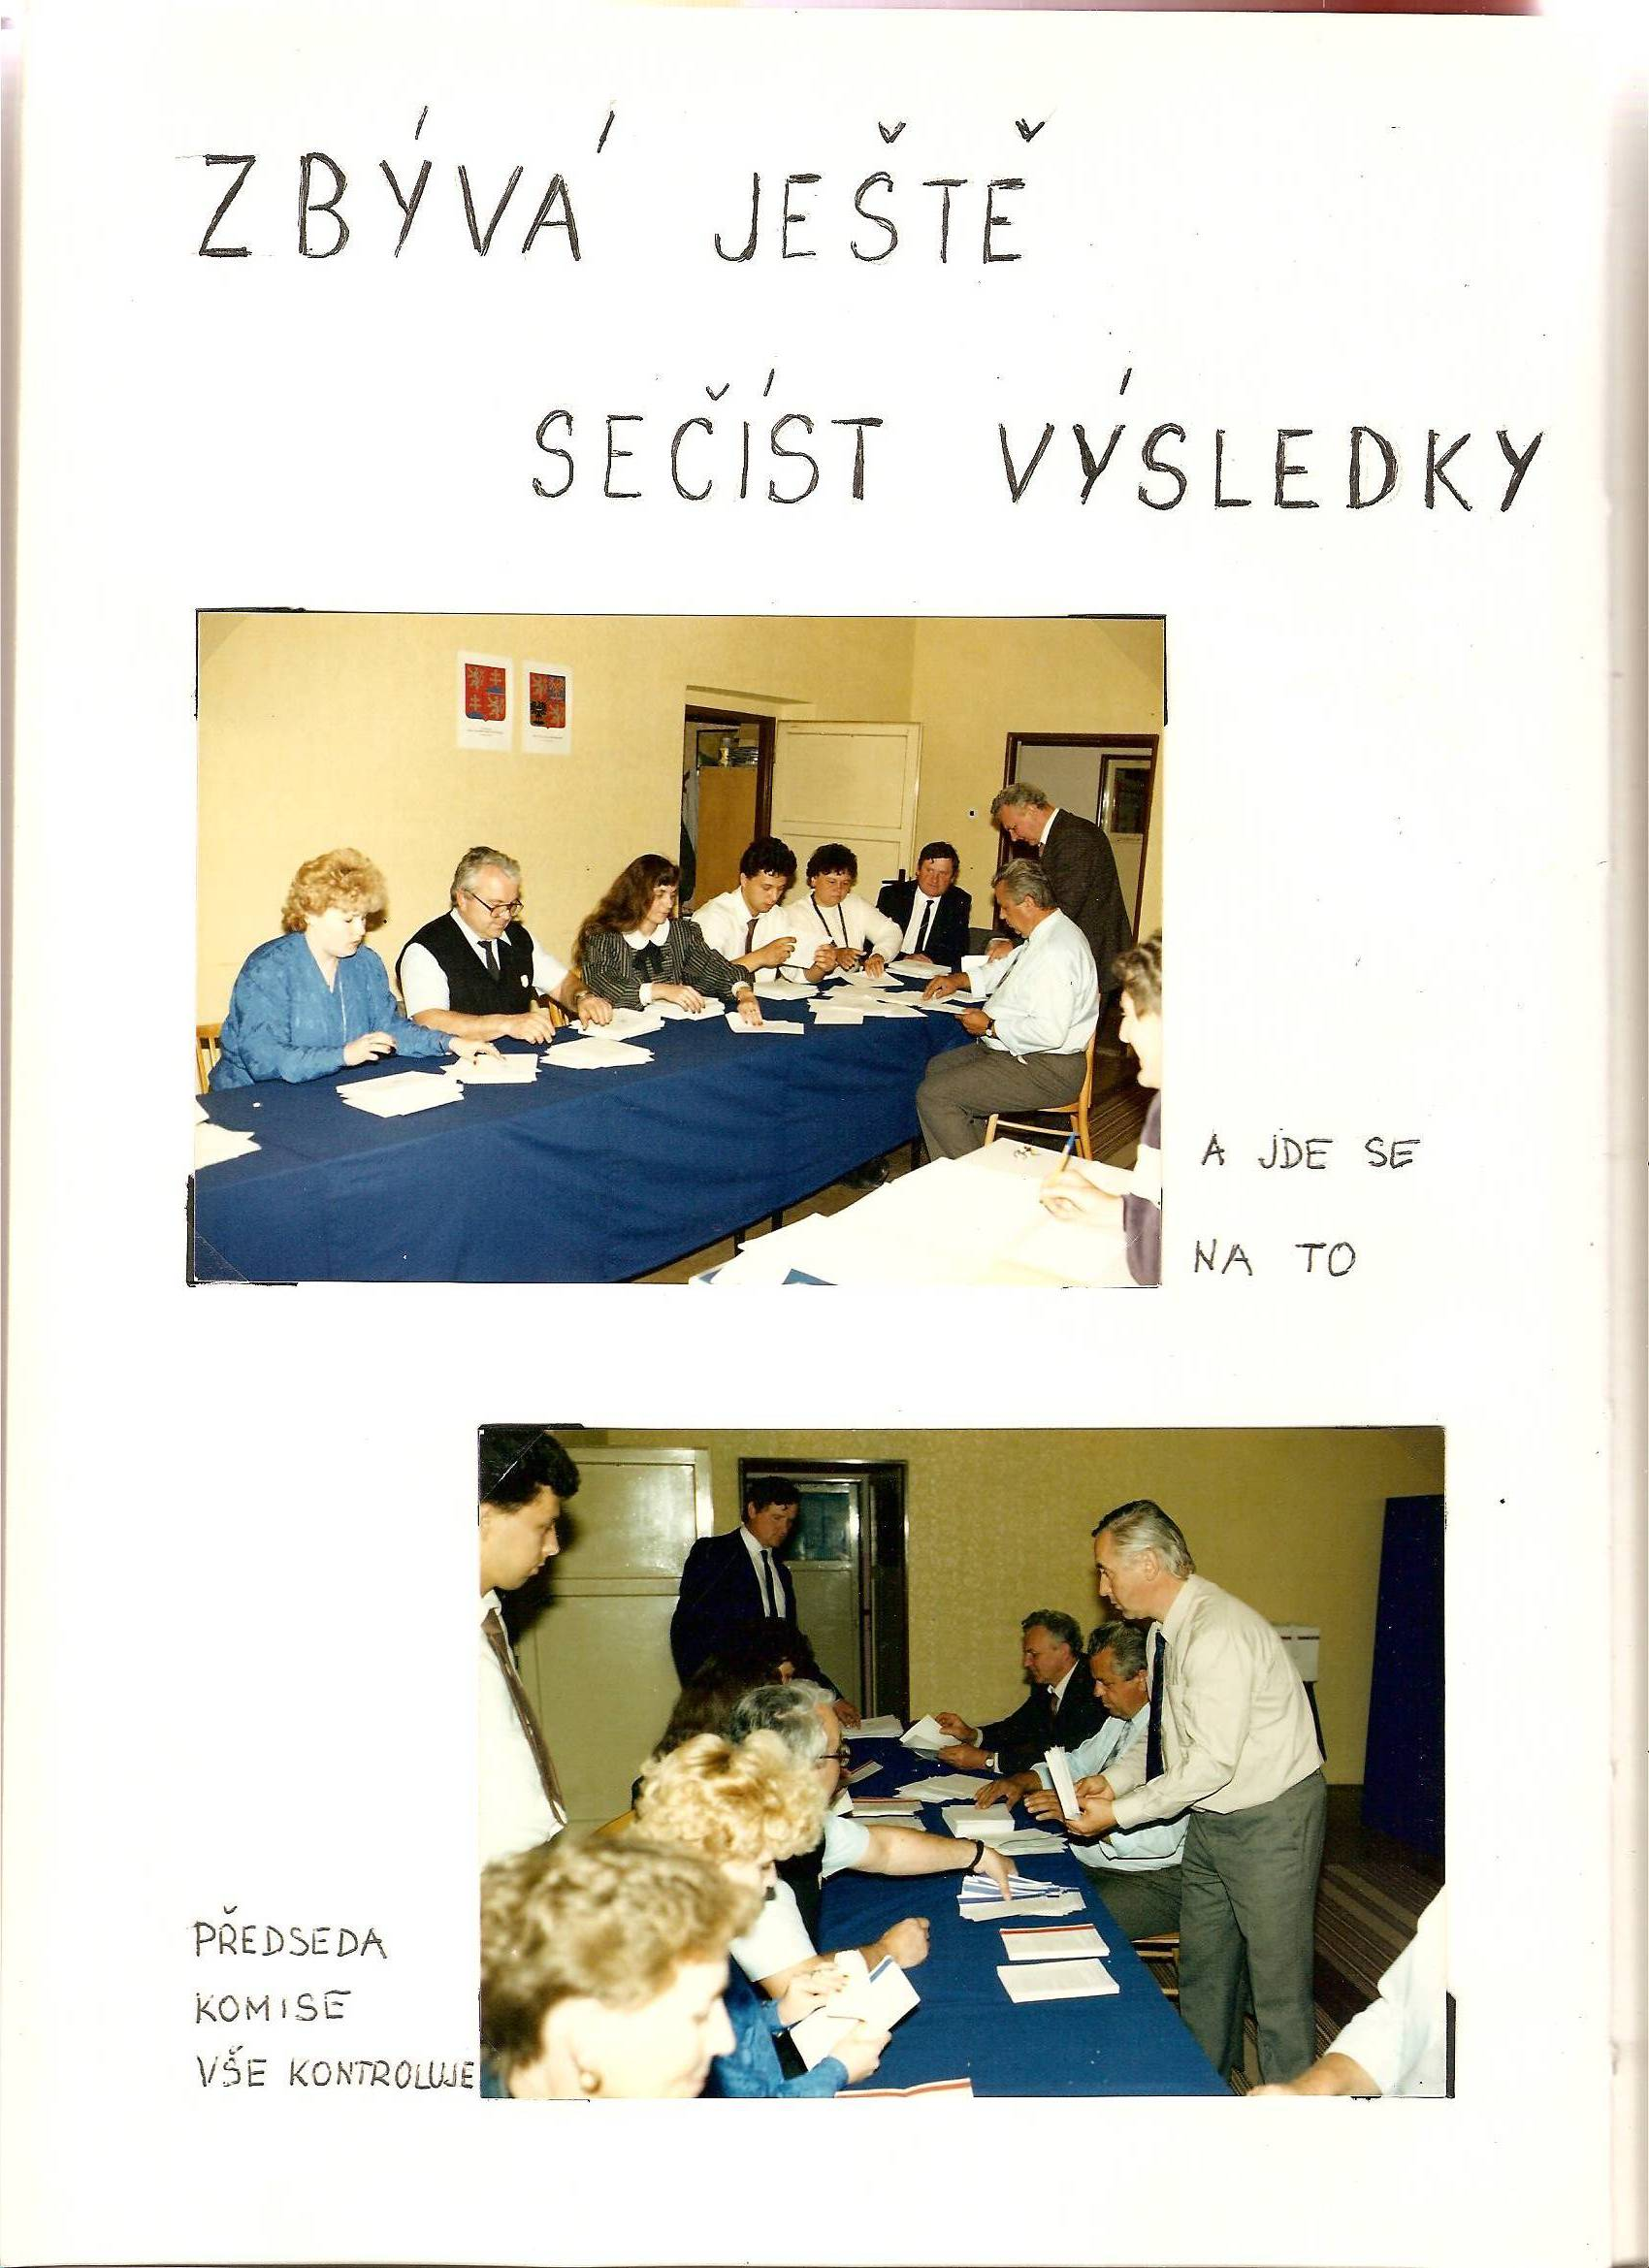 ZBÝVÁ JEŠTĚ
SEČÍST VÝSLEDKY
A JDE SE
NA TO
PŘEDSEDA
KOMISE
VŠE KONTROLUJE